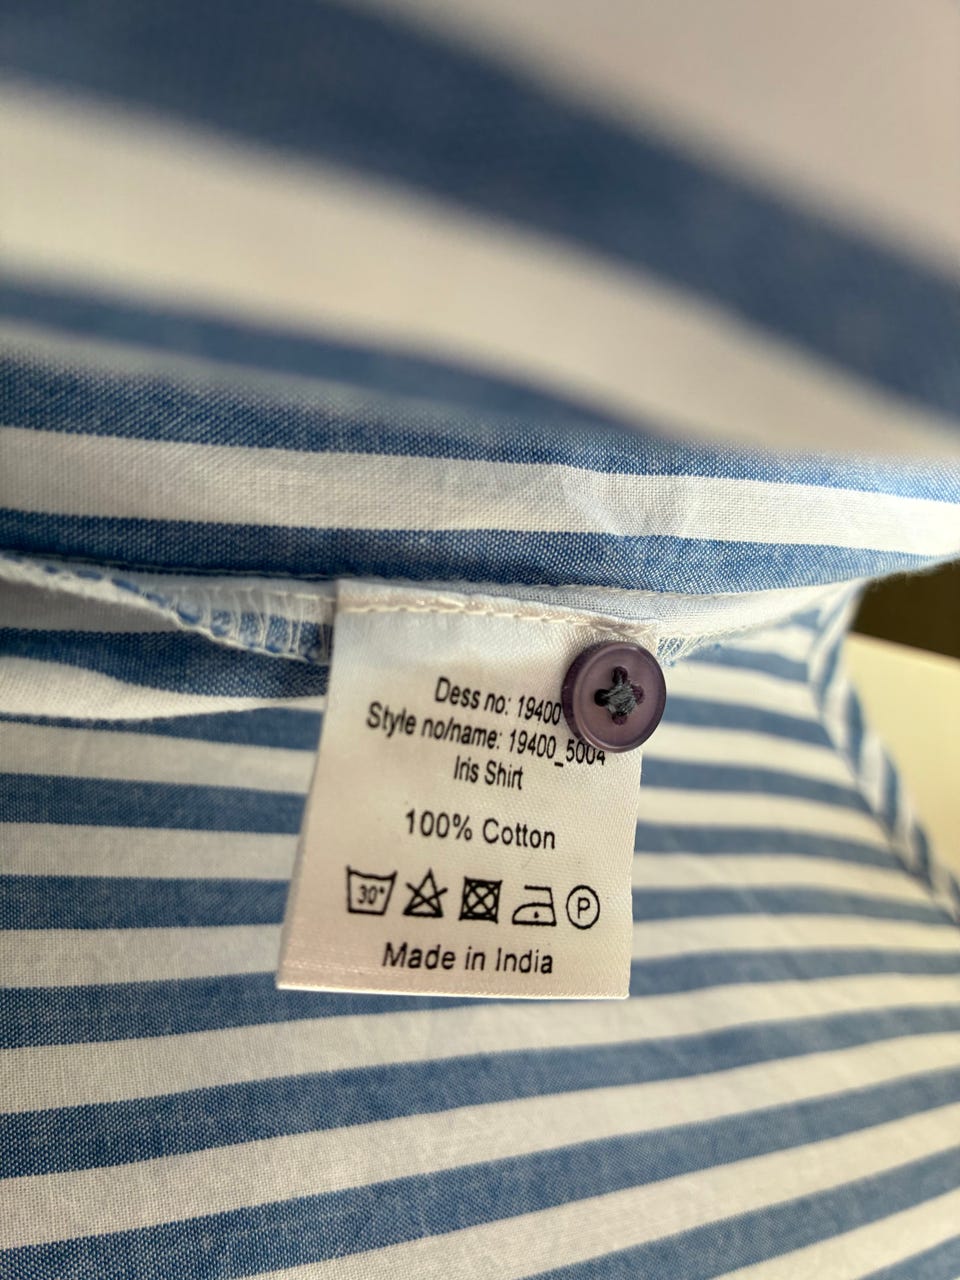 Dess no: 19400
Style no/name: 19400_5004
Iris Shirt
100% Cotton
30°
P
Made in India